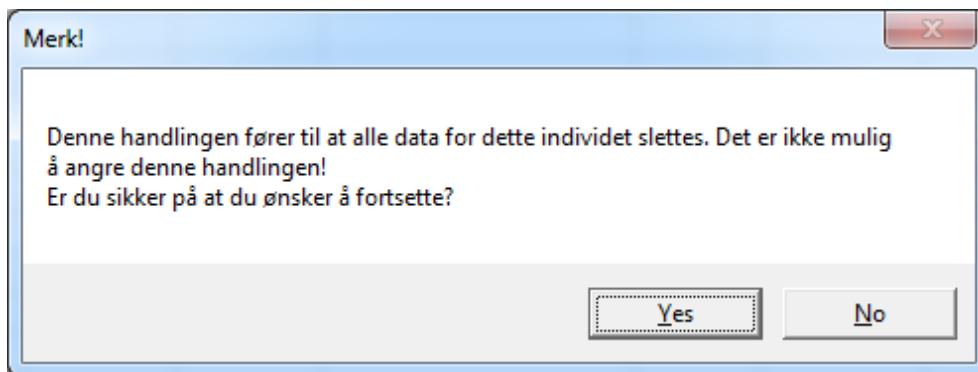 Merk!
Denne handlingen fører til at alle data for dette individet slettes. Det er ikke mulig
å angre denne handlingen!
Er du sikker på at du ønsker å fortsette?
Yes
No